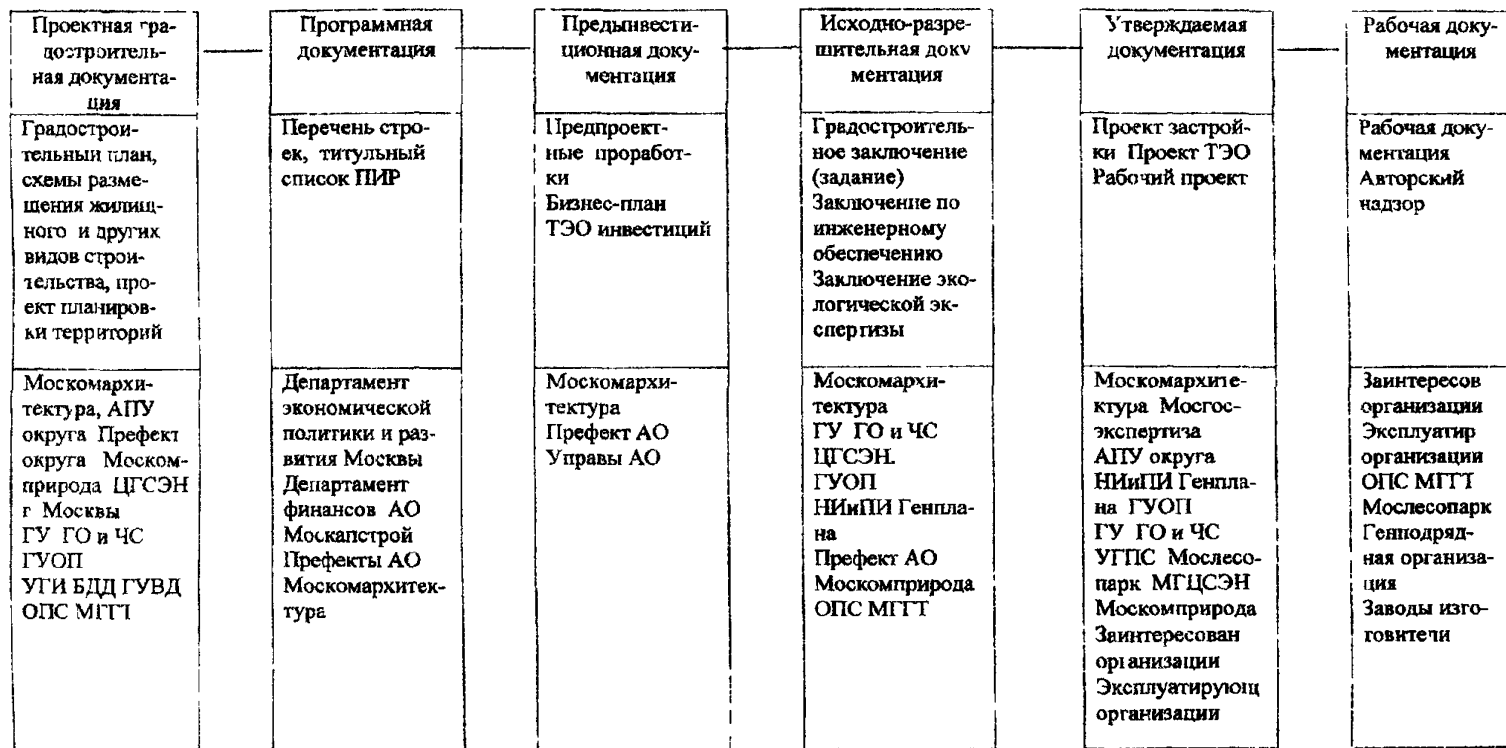 Проектная гра-
достроитель-
ная документа-
ция
Градострои-
тельный план,
схемы разме-
щения жилищ-
ного и других
видов строи-
тельства, про-
ект планиров-
ки территорий
Москомархи-
тектура, АПУ
округа Префект
округа Моском-
природа ЦГСЭН
г Москвы
ГУ ГО и ЧС
ГУОП
УГИ БДД ГУВД
ОПС МГГТ
Программная
документация
Перечень стро-
ек, титульный
список ПИР
Департамент
экономической
политики и раз-
вития Москвы
Департамент
финансов АО
Москапстрой
Префекты АО
Москомархитек-
тура
Предынвести-
ционная доку-
ментация
Предпроект-
ные проработ-
ки
Бизнес-план
ТЭО инвестиций
Москомархи-
тектура
Префект АО
Управы АО
Исходно-разре-
шительная доку
ментация
Градостроитель-
ное заключение
(задание)
Заключение по
инженерному
обеспечению
Заключение эко-
логической эк-
спертизы
Москомархи-
тектура
ГУ ГО и ЧС
ЦГСЭН.
ГУОП
НИиПИ Генпла-
на
Префект АО
Москомприрода
ОПС МГГТ
Утверждаемая
документация
Проект застрой-
ки Проект ТЭО
Рабочий проект
Москомархите-
ктура Мосгос-
экспертиза
АПУ округа
НИиПИ Генпла-
на ГУОП
ГУ ГО и ЧС
УГПС Мослесо-
парк МГЦСЭН
Москомприрода
Заинтересован
организации
Эксплуатирующ
организации
Рабочая доку-
ментация
Рабочая доку-
ментация
Авторский
надзор
Заинтересов
организации
Эксплуатир
организации
ОПС МГГТ
Мослесопарк
Генподряд-
ная организа-
ция
Заводы изго-
товители